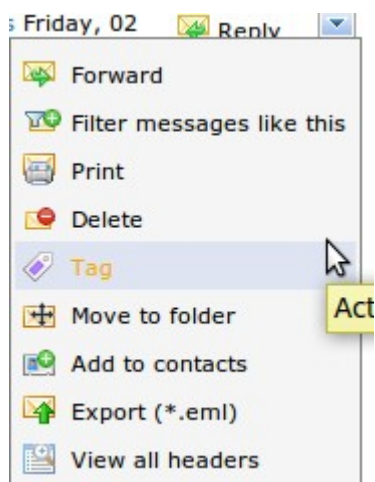 Friday, 02 Reply
Forward
Filter messages like this
Print
Delete
Tag
Move to folder
Act
Add to contacts
Export (*.eml)
View all headers